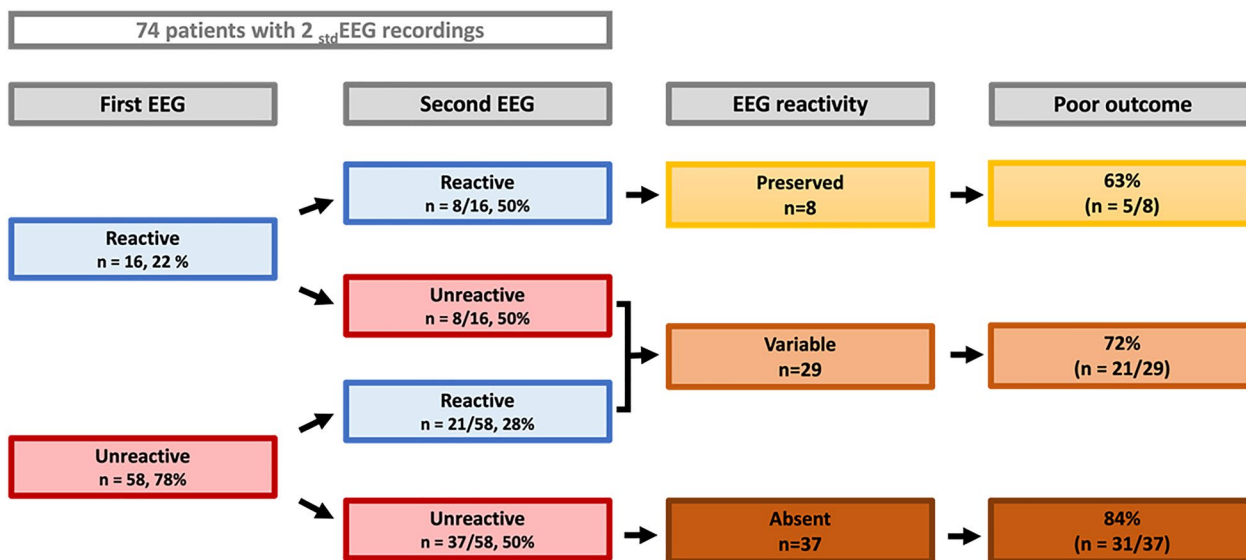 74 patients with 2 stdEEG recordings
First EEG
Second EEG
EEG reactivity
Poor outcome
Reactive
n = 16, 22 %
Unreactive
n = 58, 78%
Reactive
n = 8/16, 50%
Unreactive
n = 8/16, 50%
Reactive
n = 21/58, 28%
Unreactive
n = 37/58, 50%
Preserved
n=8
Variable
n=29
Absent
n=37
63%
(n = 5/8)
72%
(n = 21/29)
84%
(n = 31/37)